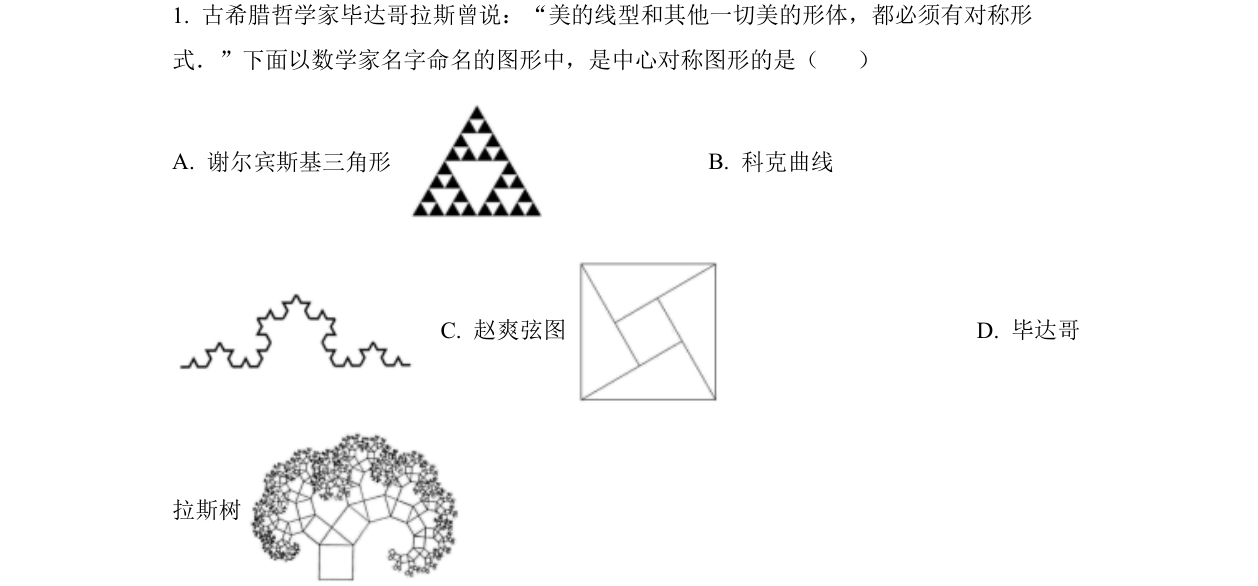 1. 古希腊哲学家毕达哥拉斯曾说：“美的线型和其他一切美的形体，都必须有对称形
式．”下面以数学家名字命名的图形中，是中心对称图形的是（　　）
A. 谢尔宾斯基三角形
B. 科克曲线
C. 赵爽弦图
D. 毕达哥
拉斯树